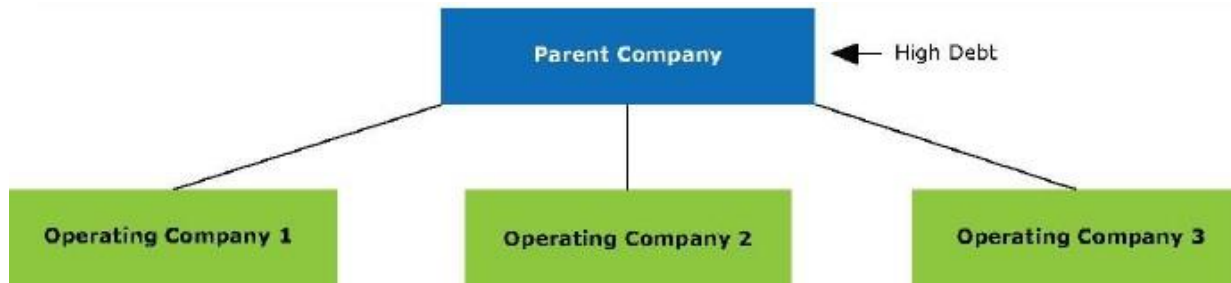 Parent Company
High Debt
Operating Company 1
Operating Company 2
Operating Company 3